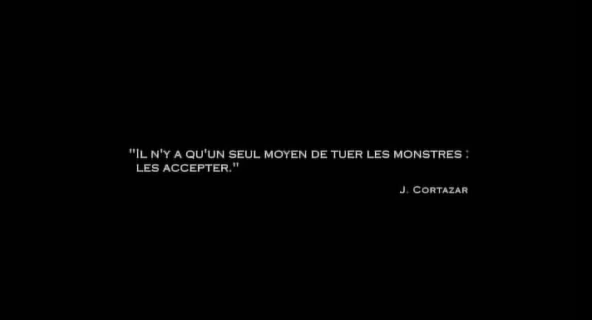 "Il n'y a qu'un seul moyen de tuer les monstres :
les accepter."
J. Cortazar